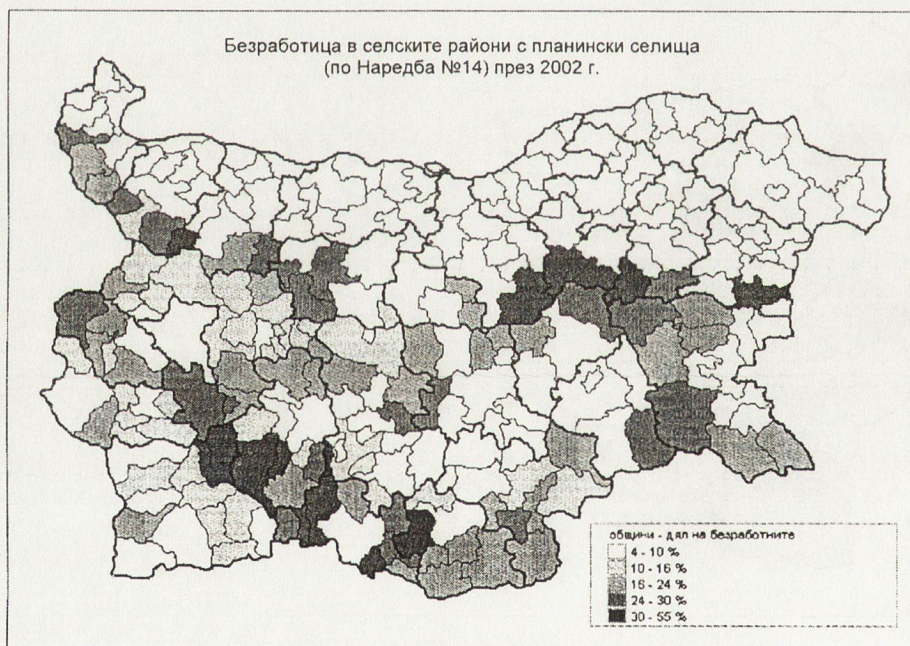 Безработица в селските райони с планински селища
(по Наредба №14) през 2002 г.
общини - дял на безработните
4 - 10 %
10 - 16 %
16 - 24 %
24 - 30 %
30 - 55 %